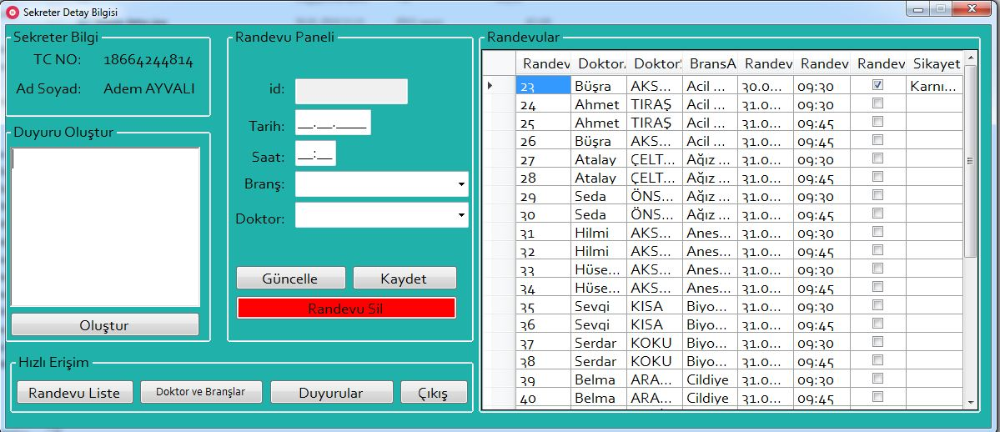 Sekreter Detay Bilgisi
Sekreter Bilgi
TC NO: 18664244814
Ad Soyad: Adem AYVALI
Duyuru Oluştur
Oluştur
Randevu Paneli
id:
Tarih: __.__.____
Saat: __:__
Branş:
Doktor:
Güncelle Kaydet
Randevu Sil
Hızlı Erişim
Randevu Liste Doktor ve Branşlar Duyurular Çıkış
Randevular
Randev DoktorA DoktorS BransA Randev Randev Randev Sikayet
23 Büşra AKS... Acil ... 30.0... 09:30 Karnı...
24 Ahmet TIRAŞ Acil ... 31.0... 09:30
25 Ahmet TIRAŞ Acil ... 31.0... 09:45
26 Büşra AKS... Acil ... 31.0... 09:45
27 Atalay ÇELT... Ağız ... 31.0... 09:30
28 Atalay ÇELT... Ağız ... 31.0... 09:45
29 Seda ÖNS... Ağız ... 31.0... 09:30
30 Seda ÖNS... Ağız ... 31.0... 09:45
31 Hilmi AKS... Anes... 31.0... 09:30
32 Hilmi AKS... Anes... 31.0... 09:45
33 Hüse... AKS... Anes... 31.0... 09:30
34 Hüse... AKS... Anes... 31.0... 09:45
35 Sevgi KISA Biyo... 31.0... 09:30
36 Sevgi KISA Biyo... 31.0... 09:45
37 Serdar KOKU Biyo... 31.0... 09:30
38 Serdar KOKU Biyo... 31.0... 09:45
39 Belma ARA... Cildiye 31.0... 09:30
40 Belma ARA... Cildiye 31.0... 09:45